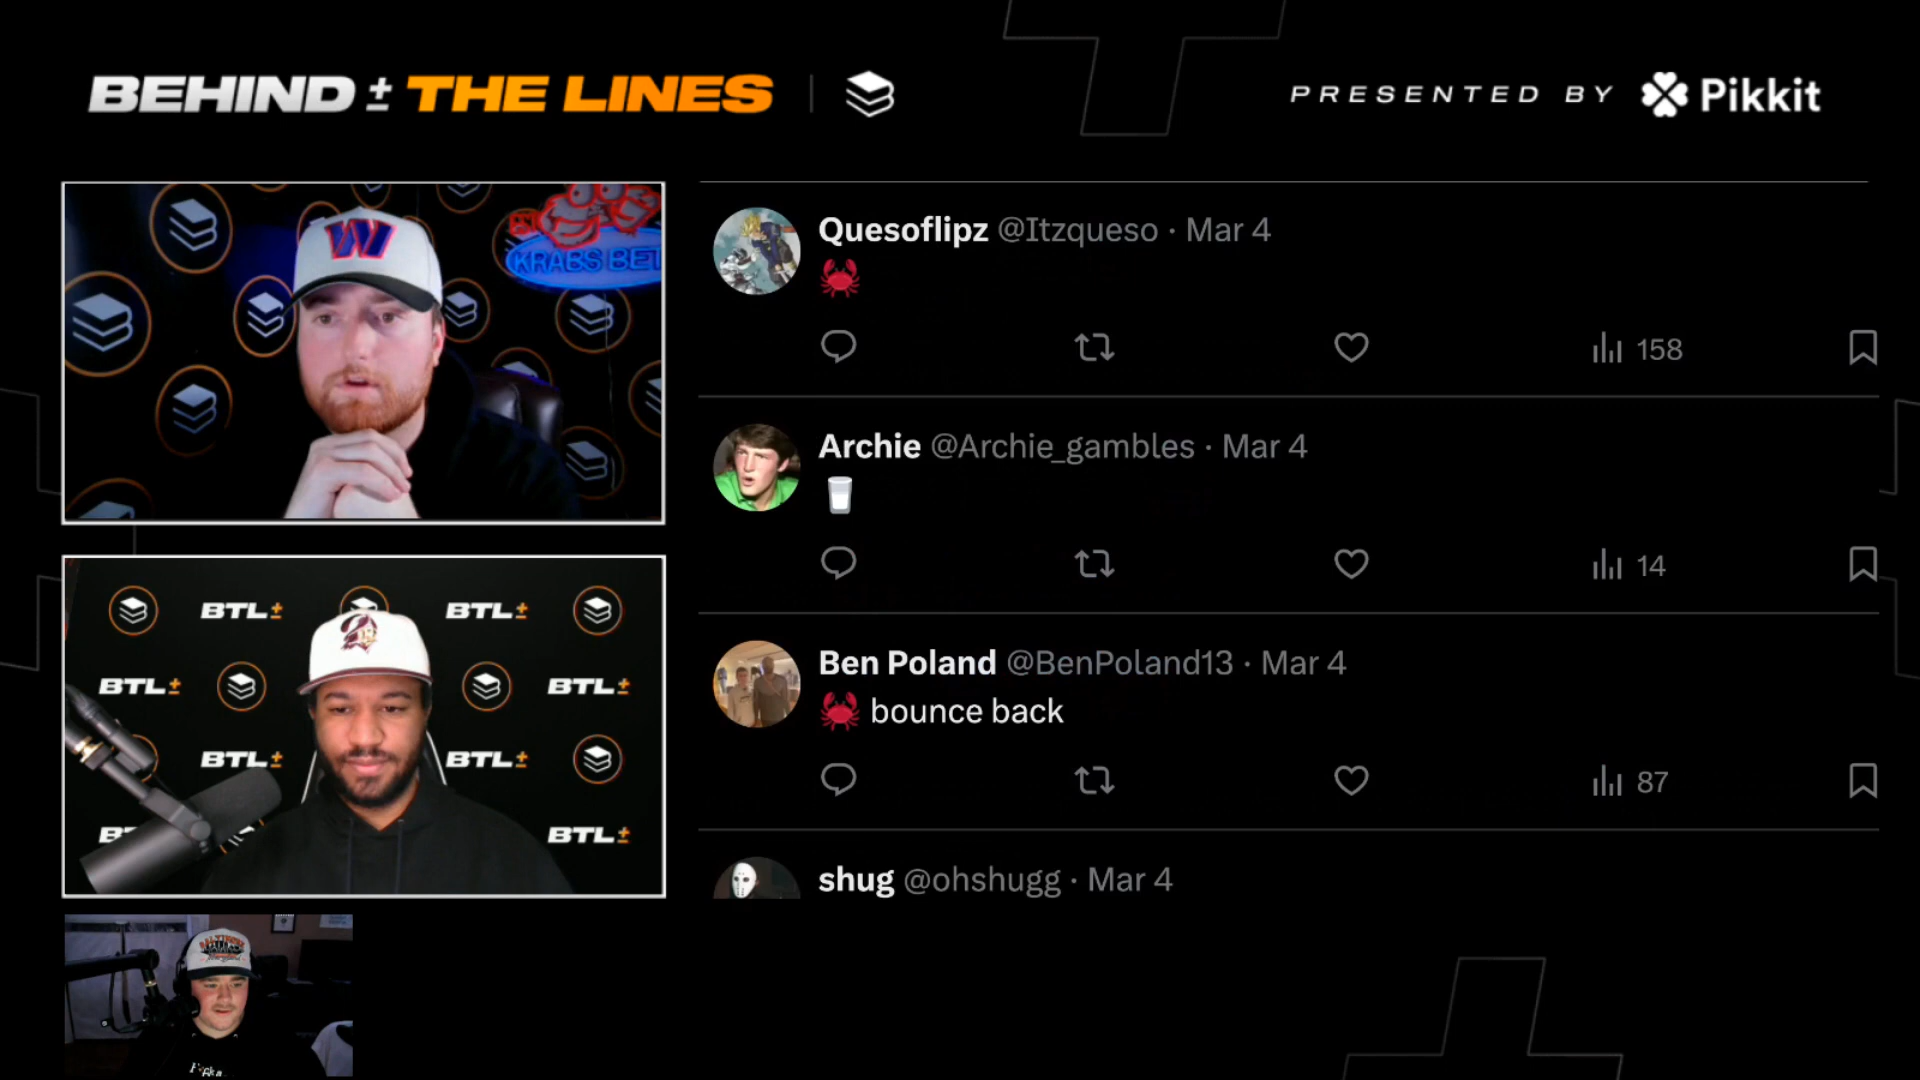 BEHIND ± THE LINES
PRESENTED BY Pikkit
KRABS BET
Quesoflipz @Itzqueso · Mar 4
🦀
158
Archie @Archie_gambles · Mar 4
🥛
14
Ben Poland @BenPoland13 · Mar 4
🦀 bounce back
87
shug @ohshugg · Mar 4
BTL± BTL±
BTL± BTL±
BTL± BTL±
BTL±